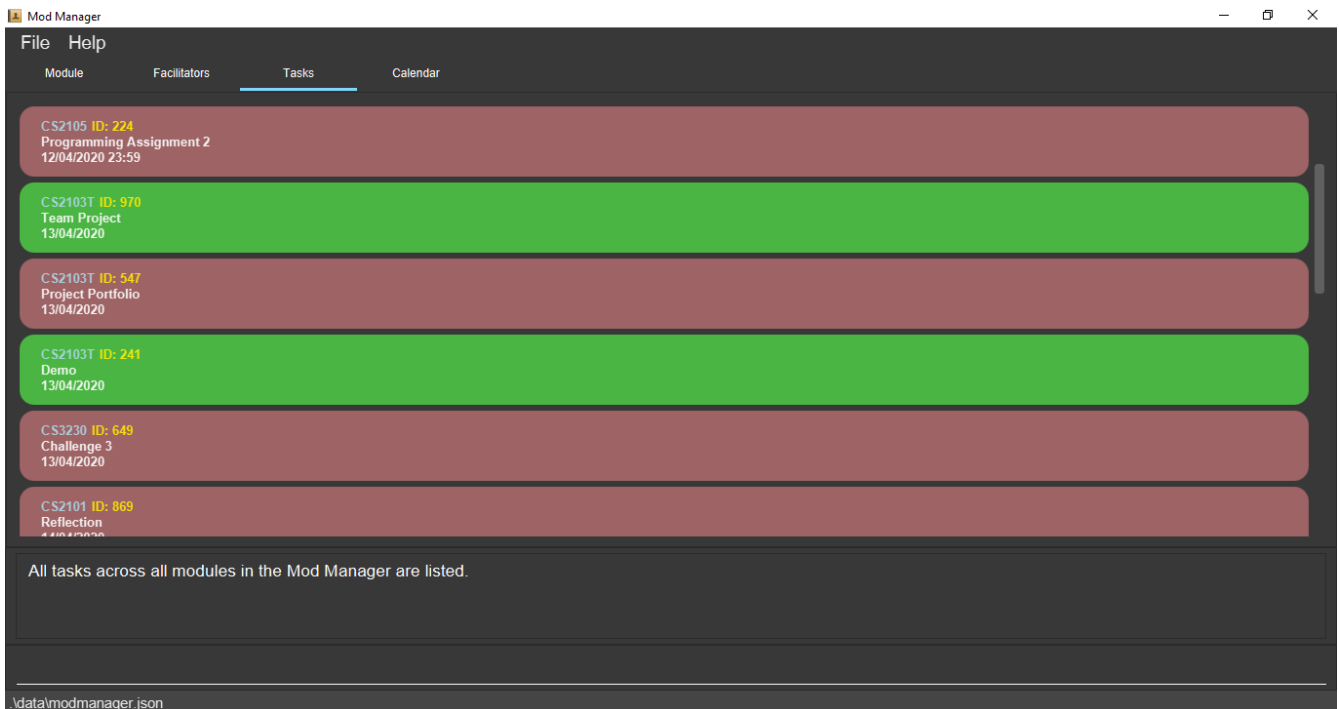 Mod Manager
File Help
Module Facilitators Tasks Calendar
CS2105 ID: 224
Programming Assignment 2
12/04/2020 23:59
CS2103T ID: 970
Team Project
13/04/2020
CS2103T ID: 547
Project Portfolio
13/04/2020
CS2103T ID: 241
Demo
13/04/2020
CS3230 ID: 649
Challenge 3
13/04/2020
CS2101 ID: 869
Reflection
14/04/2020
All tasks across all modules in the Mod Manager are listed.
.\data\modmanager.json